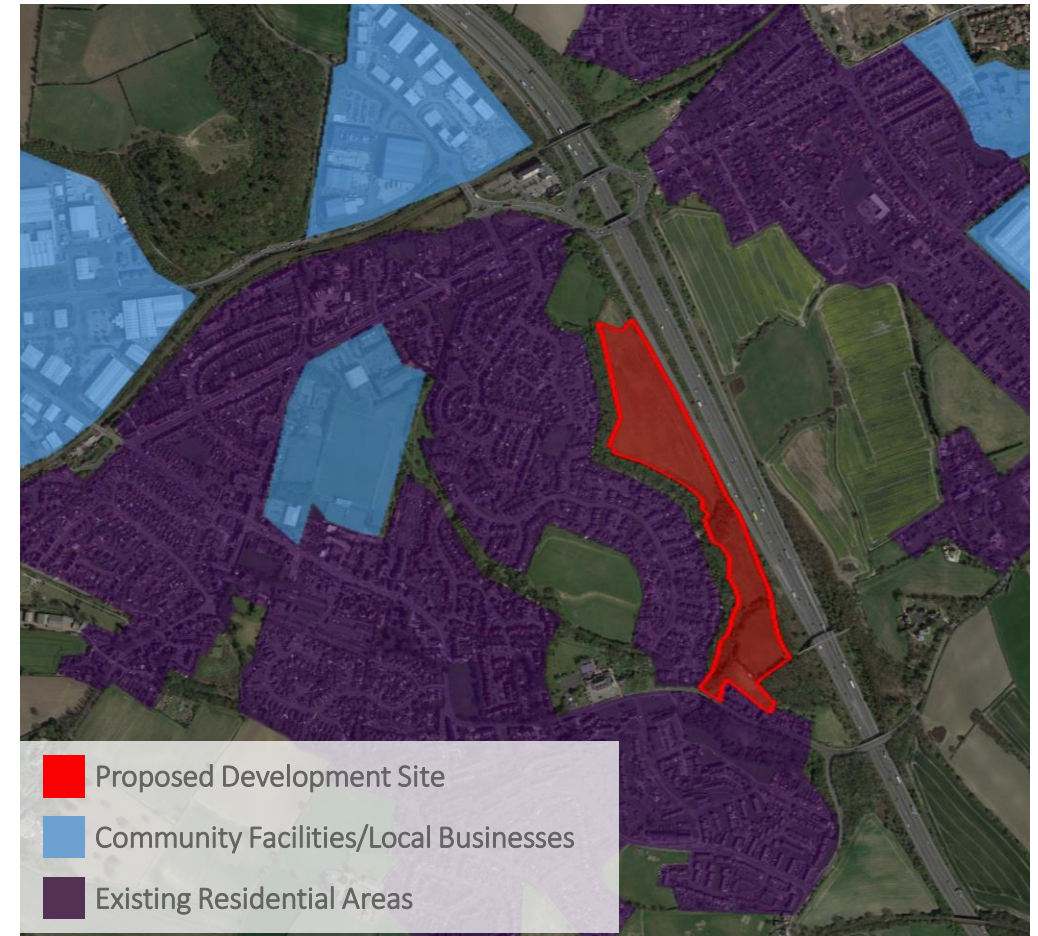 Proposed Development Site
Community Facilities/Local Businesses
Existing Residential Areas